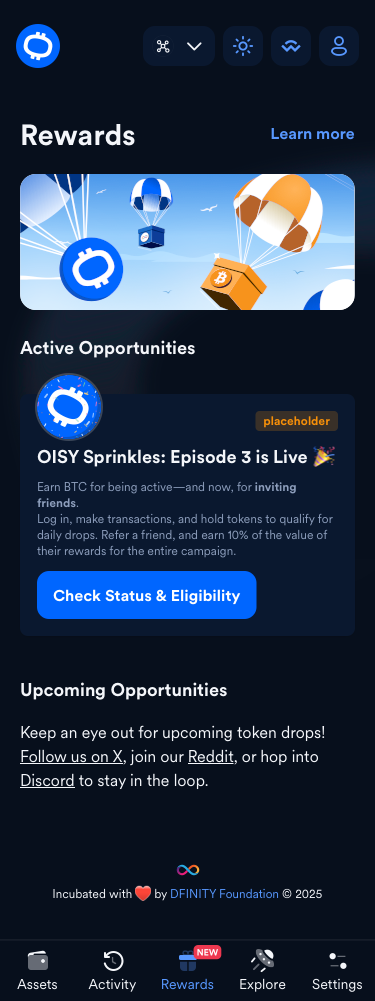 Rewards
Learn more
Active Opportunities
placeholder
OISY Sprinkles: Episode 3 is Live 🎉
Earn BTC for being active—and now, for inviting
friends.
Log in, make transactions, and hold tokens to qualify for
daily drops. Refer a friend, and earn 10% of the value of
their rewards for the entire campaign.
Check Status & Eligibility
Upcoming Opportunities
Keep an eye out for upcoming token drops!
Follow us on X, join our Reddit, or hop into
Discord to stay in the loop.
Incubated with ❤️ by DFINITY Foundation © 2025
NEW
Assets
Activity
Rewards
Explore
Settings